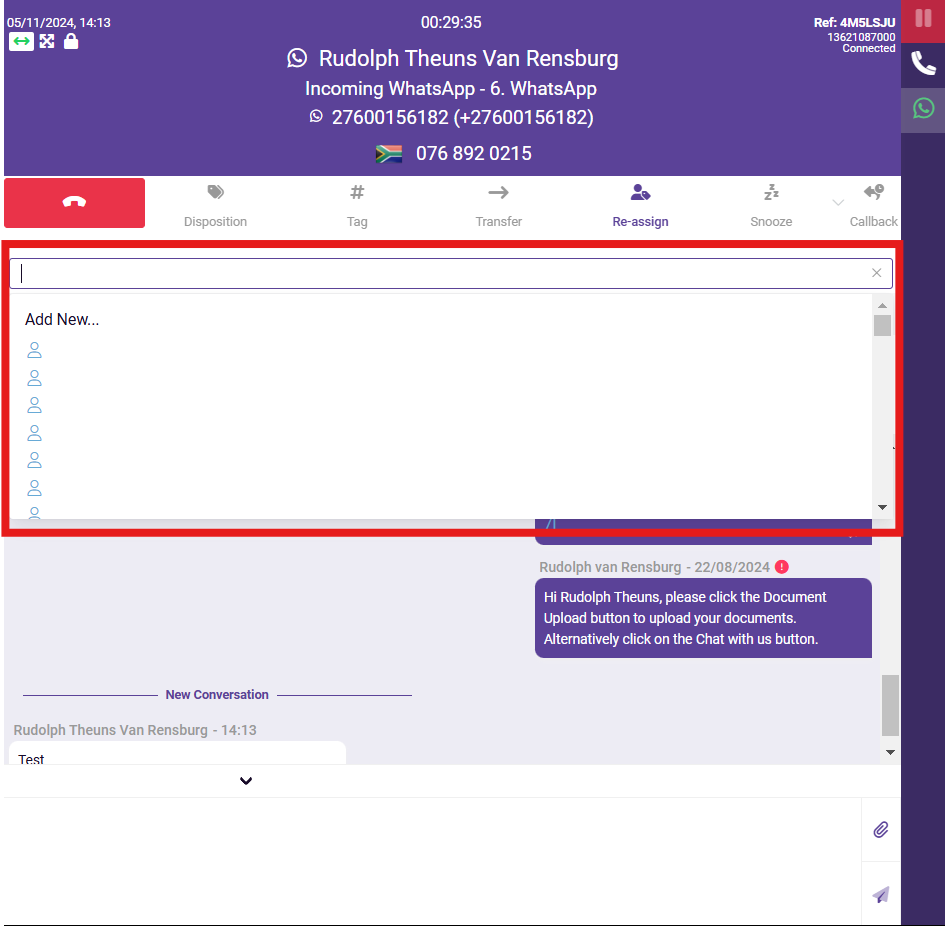 05/11/2024, 14:13
00:29:35
Ref: 4M5LSJU
13621087000
Connected
Rudolph Theuns Van Rensburg
Incoming WhatsApp - 6. WhatsApp
27600156182 (+27600156182)
076 892 0215
Disposition
Tag
Transfer
Re-assign
Snooze
Callback
Add New...
Rudolph van Rensburg - 22/08/2024
Hi Rudolph Theuns, please click the Document
Upload button to upload your documents.
Alternatively click on the Chat with us button.
New Conversation
Rudolph Theuns Van Rensburg - 14:13
Test